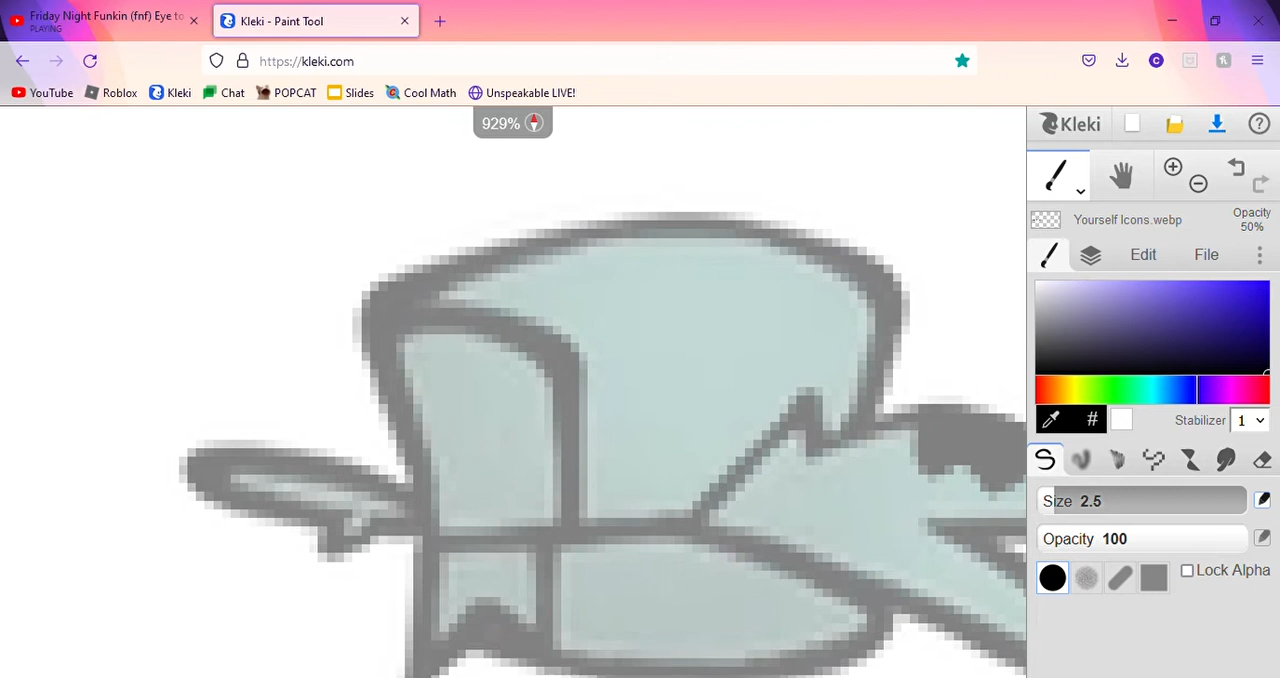 Friday Night Funkin (fnf) Eye to
PLAYING
Kleki - Paint Tool
https://kleki.com
YouTube Roblox Kleki Chat POPCAT Slides Cool Math Unspeakable LIVE!
929%
Kleki
Yourself Icons.webp
Opacity
50%
Edit File
# Stabilizer 1
Size 2.5
Opacity 100
Lock Alpha